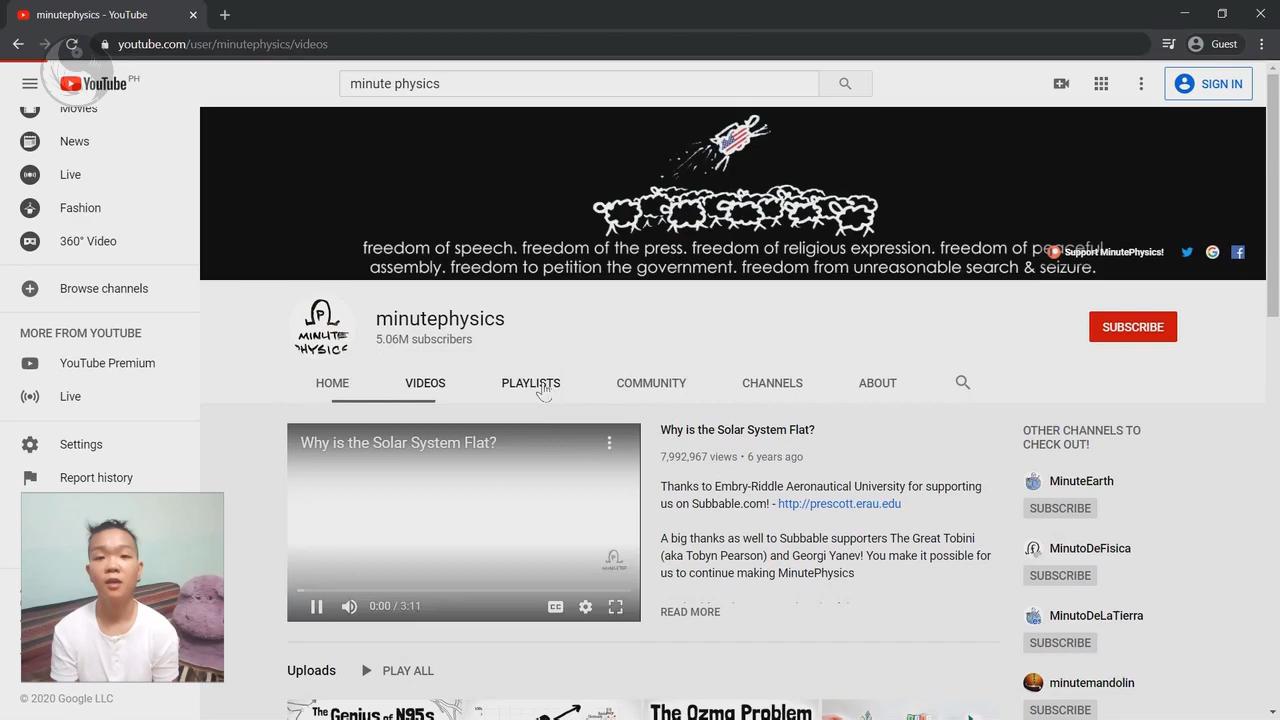 minutephysics - YouTube
youtube.com/user/minutephysics/videos
Guest
YouTube PH
minute physics
SIGN IN
Movies
News
Live
Fashion
360° Video
Browse channels
MORE FROM YOUTUBE
YouTube Premium
Live
Settings
Report history
© 2020 Google LLC
freedom of speech. freedom of the press. freedom of religious expression. freedom of peaceful
assembly. freedom to petition the government. freedom from unreasonable search & seizure.
Support MinutePhysics!
P
MINUTE
PHYSICS
minutephysics
5.06M subscribers
SUBSCRIBE
HOME VIDEOS PLAYLISTS COMMUNITY CHANNELS ABOUT
Why is the Solar System Flat?
0:00 / 3:11
CC
Why is the Solar System Flat?
7,992,967 views • 6 years ago
Thanks to Embry-Riddle Aeronautical University for supporting
us on Subbable.com! - http://prescott.erau.edu
A big thanks as well to Subbable supporters The Great Tobini
(aka Tobyn Pearson) and Georgi Yanev! You make it possible for
us to continue making MinutePhysics
READ MORE
OTHER CHANNELS TO
CHECK OUT!
MinuteEarth
SUBSCRIBE
MinutoDeFisica
SUBSCRIBE
MinutoDeLaTierra
SUBSCRIBE
minutemandolin
SUBSCRIBE
Uploads PLAY ALL
The Genius of N95s
The Ozma Problem